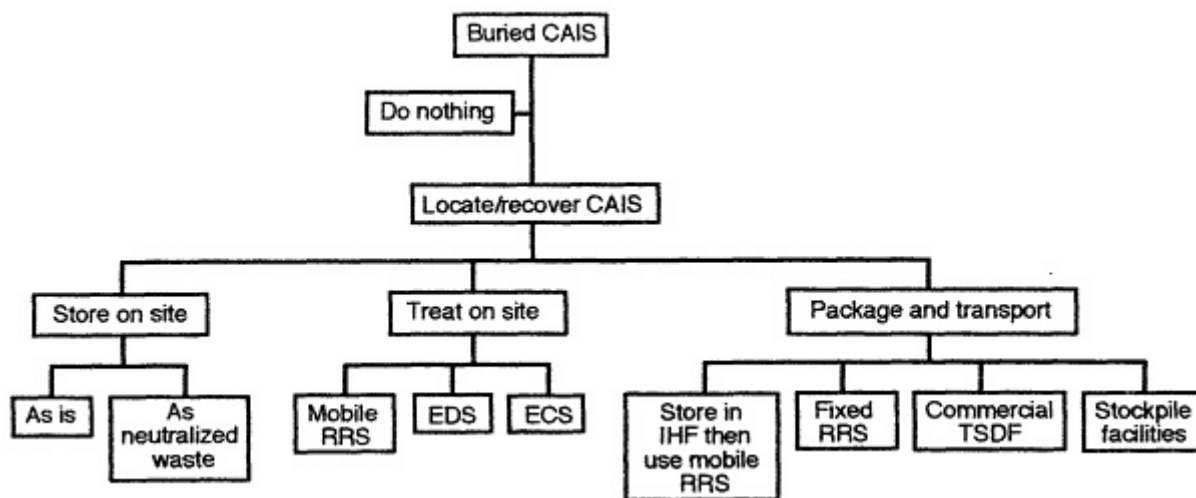 Buried CAIS
Do nothing
Locate/recover CAIS
Store on site
Treat on site
Package and transport
As is
As
neutralized
waste
Mobile
RRS
EDS
ECS
Store in
IHF then
use mobile
RRS
Fixed
RRS
Commercial
TSDF
Stockpile
facilities